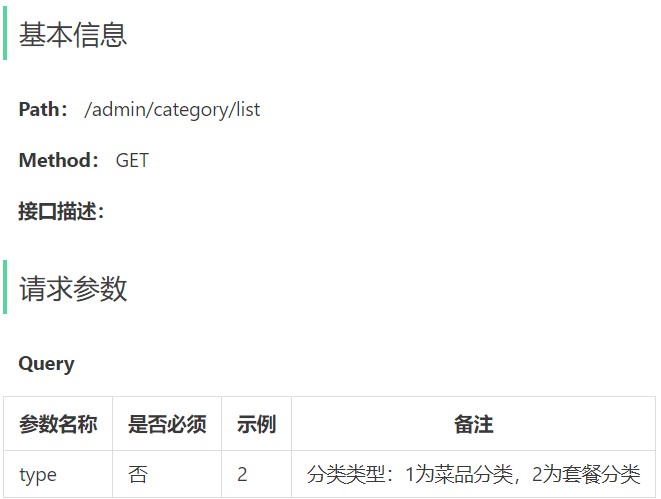 基本信息
Path： /admin/category/list
Method： GET
接口描述：
请求参数
Query
参数名称 是否必须 示例 备注
type 否 2 分类类型：1为菜品分类，2为套餐分类